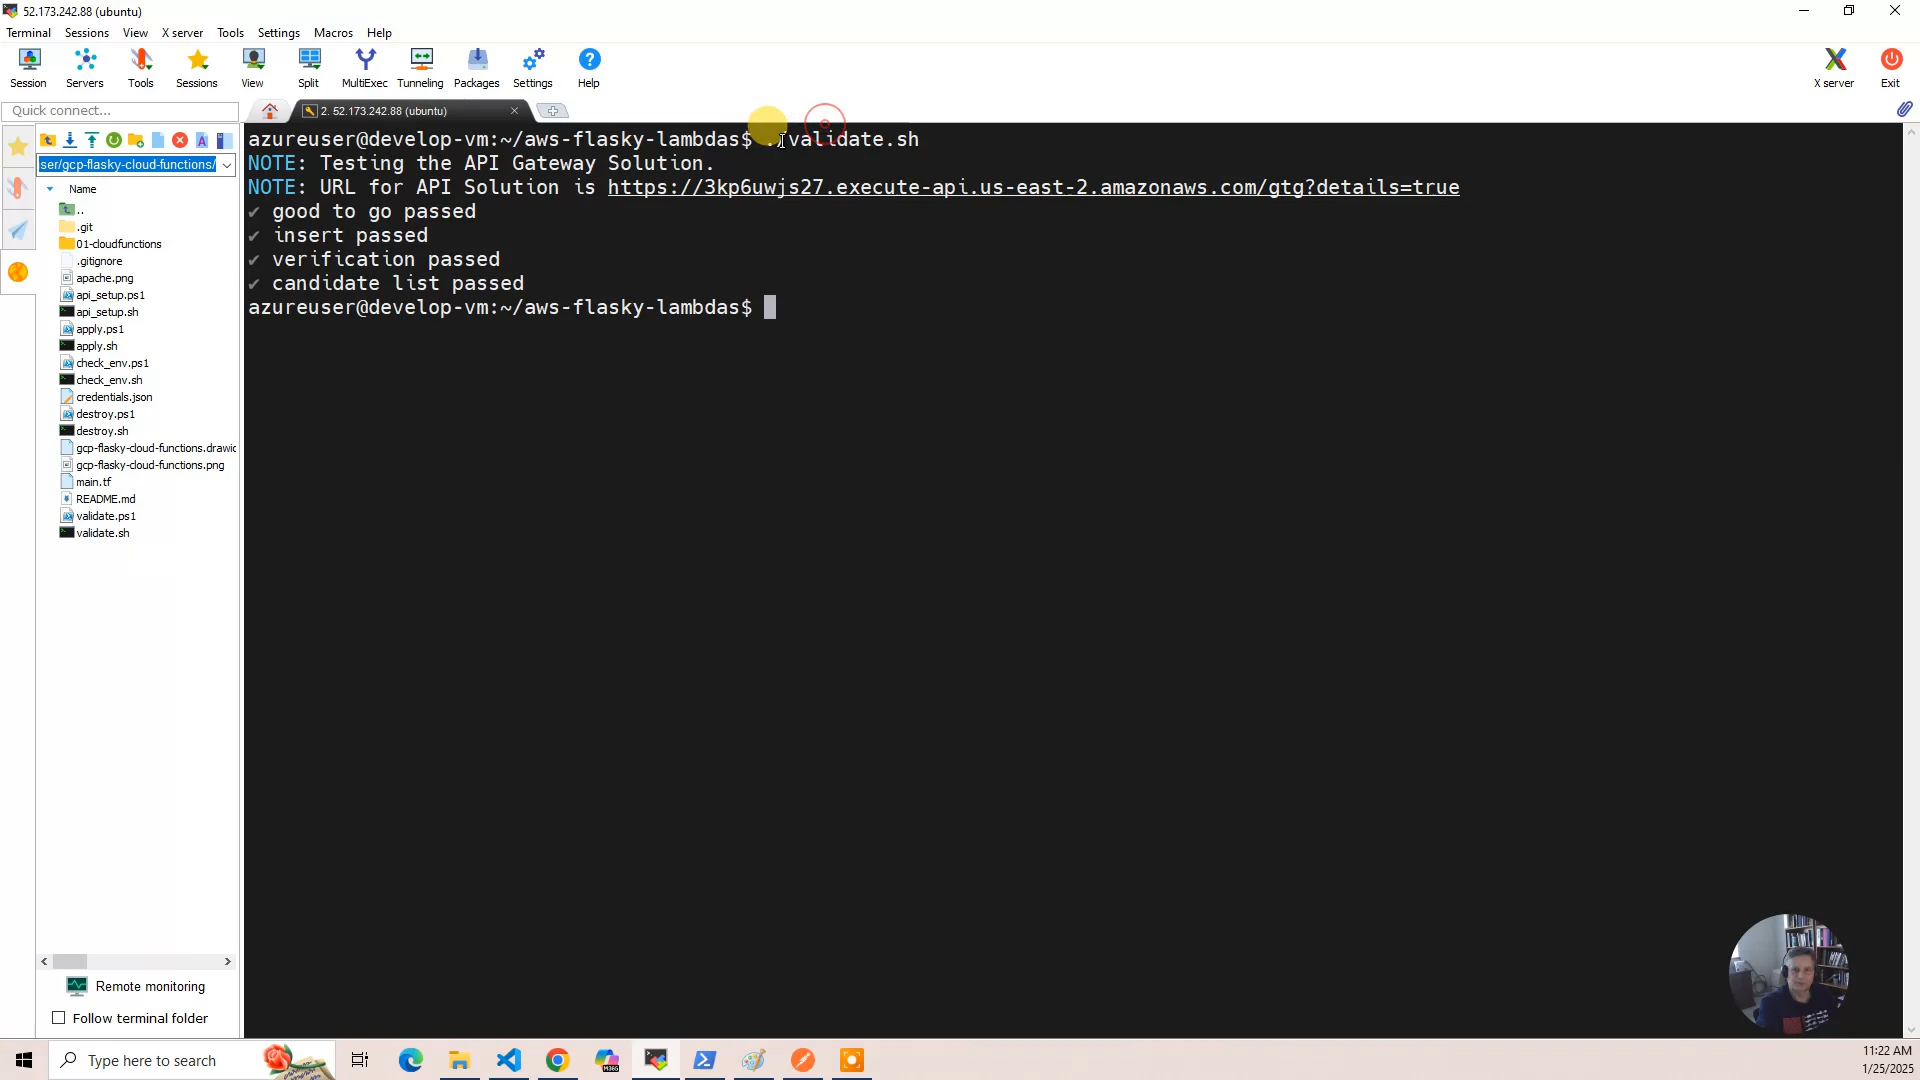 52.173.242.88 (ubuntu)
Terminal Sessions View X server Tools Settings Macros Help
Session Servers Tools Sessions View Split MultiExec Tunneling Packages Settings Help X server Exit
Quick connect...
2. 52.173.242.88 (ubuntu)
ser/gcp-flasky-cloud-functions/
Name
..
.git
01-cloudfunctions
.gitignore
apache.png
api_setup.ps1
api_setup.sh
apply.ps1
apply.sh
check_env.ps1
check_env.sh
credentials.json
destroy.ps1
destroy.sh
gcp-flasky-cloud-functions.drawic
gcp-flasky-cloud-functions.png
main.tf
README.md
validate.ps1
validate.sh
Remote monitoring
Follow terminal folder
azureuser@develop-vm:~/aws-flasky-lambdas$ ./validate.sh
NOTE: Testing the API Gateway Solution.
NOTE: URL for API Solution is https://3kp6uwjs27.execute-api.us-east-2.amazonaws.com/gtg?details=true
✓ good to go passed
✓ insert passed
✓ verification passed
✓ candidate list passed
azureuser@develop-vm:~/aws-flasky-lambdas$
Type here to search
11:22 AM
1/25/2025